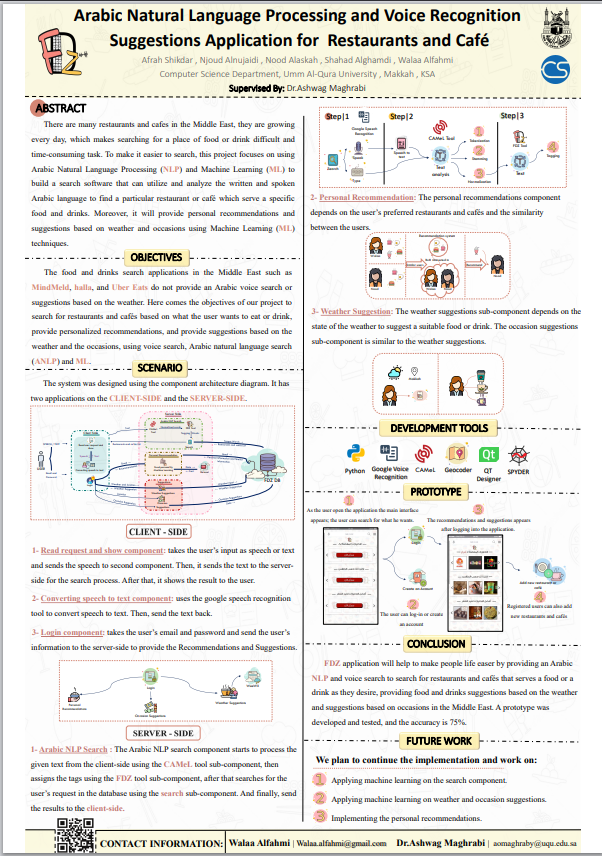 Arabic Natural Language Processing and Voice Recognition
Suggestions Application for Restaurants and Café
Afrah Shikdar , Njoud Alnujaidi , Nood Alaskah , Shahad Alghamdi , Walaa Alfahmi
Computer Science Department, Umm Al-Qura University , Makkah , KSA
Supervised By: Dr.Ashwag Maghrabi
FDZ
CS
ABSTRACT
There are many restaurants and cafes in the Middle East, they are growing
every day, which makes searching for a place of food or drink difficult and
time-consuming task. To make it easier to search, this project focuses on using
Arabic Natural Language Processing (NLP) and Machine Learning (ML) to
build a search software that can utilize and analyze the written and spoken
Arabic language to find a particular restaurant or café which serve a specific
food and drinks. Moreover, it will provide personal recommendations and
suggestions based on weather and occasions using Machine Learning (ML)
techniques.
OBJECTIVES
The food and drinks search applications in the Middle East such as
MindMeld, halla, and Uber Eats do not provide an Arabic voice search or
suggestions based on the weather. Here comes the objectives of our project to
search for restaurants and cafés based on what the user wants to eat or drink,
provide personalized recommendations, and provide suggestions based on the
weather and the occasions, using voice search, Arabic natural language search
(ANLP) and ML.
SCENARIO
The system was designed using the component architecture diagram. It has
two applications on the CLIENT-SIDE and the SERVER-SIDE.
FDZ DB
CLIENT - SIDE
1- Read request and show component: takes the user's input as speech or text
and sends the speech to second component. Then, it sends the text to the server-
side for the search process. After that, it shows the result to the user.
2- Converting speech to text component: uses the google speech recognition
tool to convert speech to text. Then, send the text back.
3- Login component: takes the user's email and password and send the user's
information to the server-side to provide the Recommendations and Suggestions.
Login
Personal Recommendations
Occasion Suggestion
Weather Suggestion
SERVER - SIDE
1- Arabic NLP Search : The Arabic NLP search component starts to process the
given text from the client-side using the CAMeL tool sub-component, then
assigns the tags using the FDZ tool sub-component, after that searches for the
user's request in the database using the search sub-component. And finally, send
the results to the client-side.
Step|1
Step|2
Step|3
Google Speech Recognition
Search
Speak
Type
Speech to text
CAMeL Tool
Text analysis
1
Tokenization
2
Stemming
3
Normalization
FDZ Tool
Text
4
Tagging
2- Personal Recommendation: The personal recommendations component
depends on the user's preferred restaurants and cafés and the similarity
between the users.
3- Weather Suggestion: The weather suggestions sub-component depends on the
state of the weather to suggest a suitable food or drink. The occasion suggestions
sub-component is similar to the weather suggestions.
DEVELOPMENT TOOLS
Python
Google Voice Recognition
CAMeL
Geocoder
Qt
QT Designer
SPYDER
PROTOTYPE
1
As the user open the application the main interface
appears; the user can search for what he wants.
Login
Create an Account
2
The user can log-in or create
an account
3
The recommendations and suggestions appears
after logging into the application.
Add new restaurant or café
4
Registered users can also add
new restaurants and cafés
CONCLUSION
FDZ application will help to make people life easer by providing an Arabic
NLP and voice search to search for restaurants and cafés that serves a food or a
drink as they desire, providing food and drinks suggestions based on the weather
and suggestions based on occasions in the Middle East. A prototype was
developed and tested, and the accuracy is 75%.
FUTURE WORK
We plan to continue the implementation and work on:
1 Applying machine learning on the search component.
2 Applying machine learning on weather and occasion suggestions.
3 Implementing the personal recommendations.
CONTACT INFORMATION: Walaa Alfahmi | Walaa.alfahmi@gmail.com Dr.Ashwag Maghrabi | aomaghraby@uqu.edu.sa